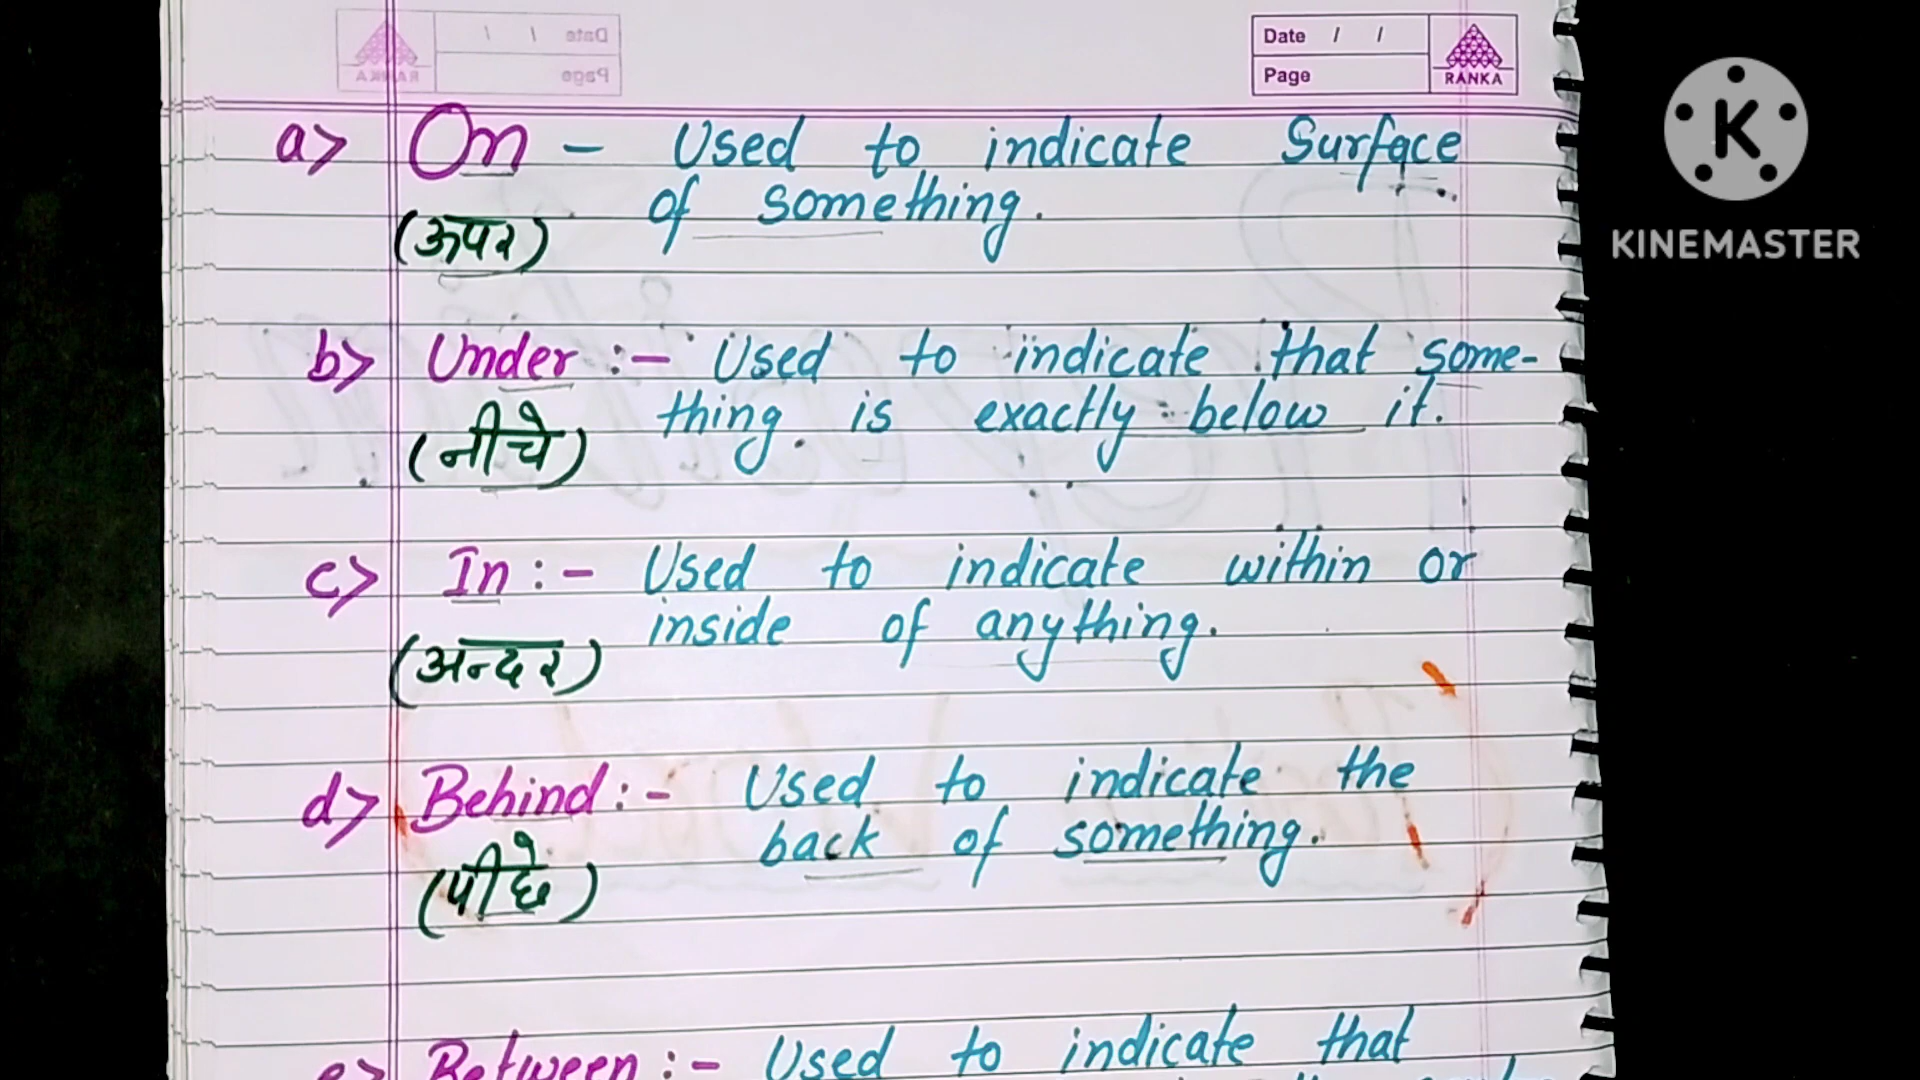 Date / /
Page
RANKA
K
KINEMASTER
a> On - Used to indicate Surface
of something.
(ऊपर)
b> Under :- Used to indicate that some-
thing is exactly below it.
(नीचे)
c> In :- Used to indicate within or
inside of anything.
(अन्दर)
d> Behind :- Used to indicate the
back of something.
(पीछे)
e> Between :- Used to indicate that